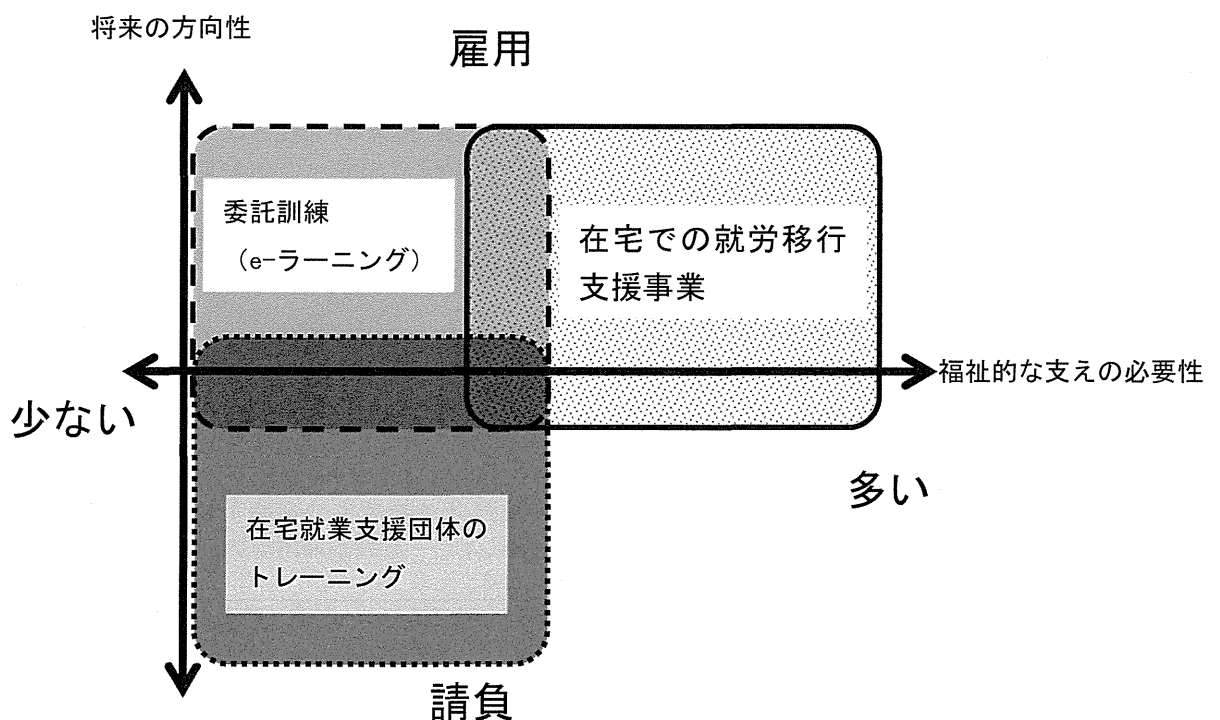 将来の方向性
雇用
委託訓練
(e-ラーニング)
在宅での就労移行
支援事業
福祉的な支えの必要性
少ない
多い
在宅就業支援団体の
トレーニング
請負